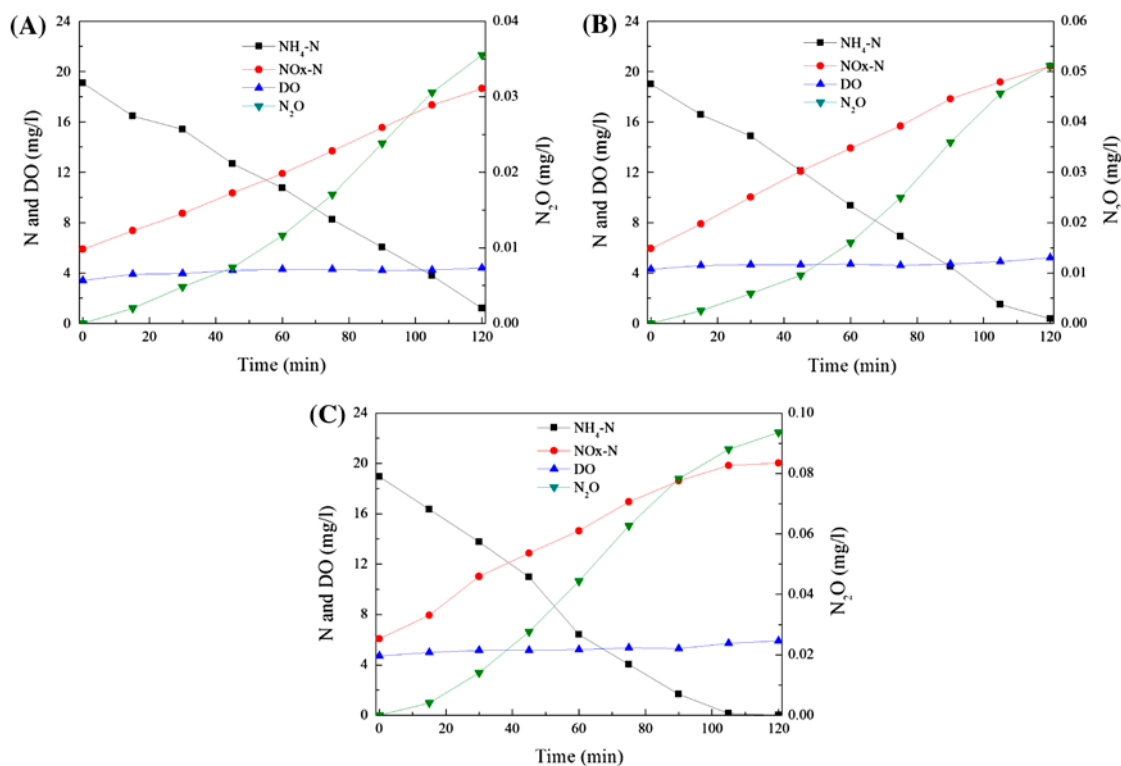 (A)
24
20
16
12
8
4
0
N and DO (mg/l)
NH₄-N
NOx-N
DO
N₂O
0.04
0.03
0.02
0.01
0.00
N₂O (mg/l)
0 20 40 60 80 100 120
Time (min)
(B)
24
20
16
12
8
4
0
N and DO (mg/l)
NH₄-N
NOx-N
DO
N₂O
0.06
0.05
0.04
0.03
0.02
0.01
0.00
N₂O (mg/l)
0 20 40 60 80 100 120
Time (min)
(C)
24
20
16
12
8
4
0
N and DO (mg/l)
NH₄-N
NOx-N
DO
N₂O
0.10
0.08
0.06
0.04
0.02
0.00
N₂O (mg/l)
0 20 40 60 80 100 120
Time (min)